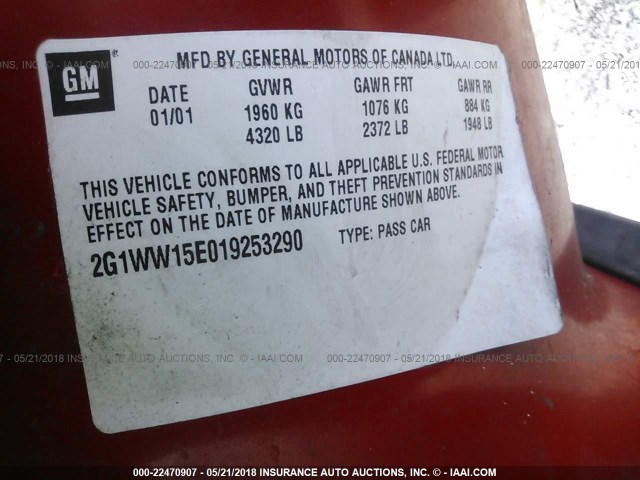 GM
MFD BY GENERAL MOTORS OF CANADA LTD.
DATE GVWR GAWR FRT GAWR RR
01/01 1960 KG 1076 KG 884 KG
4320 LB 2372 LB 1948 LB
THIS VEHICLE CONFORMS TO ALL APPLICABLE U.S. FEDERAL MOTOR
VEHICLE SAFETY, BUMPER, AND THEFT PREVENTION STANDARDS IN
EFFECT ON THE DATE OF MANUFACTURE SHOWN ABOVE.
2G1WW15E019253290 TYPE: PASS CAR
000-22470907 - 05/21/2018 INSURANCE AUTO AUCTIONS, INC. - © IAAI.COM